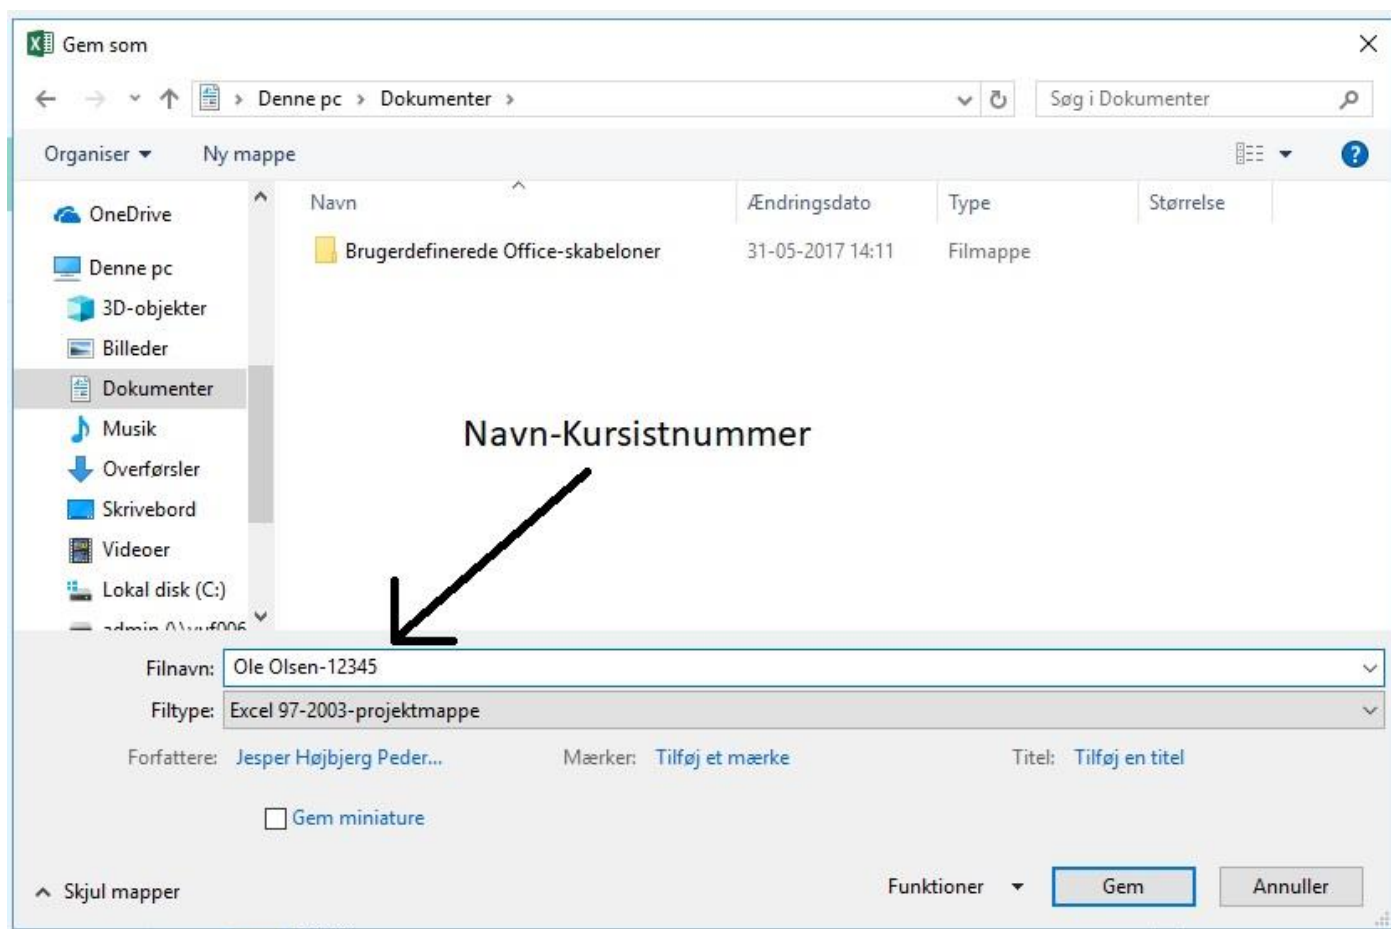 Gem som
Denne pc > Dokumenter >
Søg i Dokumenter
Organiser
Ny mappe
Navn
Ændringsdato
Type
Størrelse
Brugerdefinerede Office-skabeloner
31-05-2017 14:11
Filmappe
OneDrive
Denne pc
3D-objekter
Billeder
Dokumenter
Musik
Overførsler
Skrivebord
Videoer
Lokal disk (C:)
admin (\\vuf006
Navn-Kursistnummer
Filnavn: Ole Olsen-12345
Filtype: Excel 97-2003-projektmappe
Forfattere: Jesper Højbjerg Peder...
Mærker: Tilføj et mærke
Titel: Tilføj en titel
Gem miniature
Skjul mapper
Funktioner
Gem
Annuller